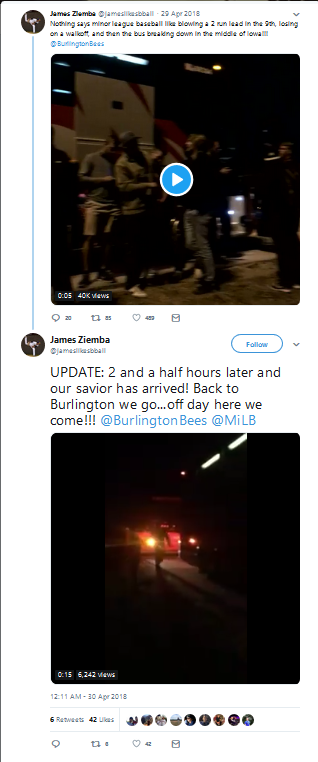 James Ziemba @jameslikesbball · 29 Apr 2018
Nothing says minor league baseball like blowing a 2 run lead in the 9th, losing
on a walkoff, and then the bus breaking down in the middle of Iowa!!!
@BurlingtonBees
0:05 40K views
20 85 489
James Ziemba
@jameslikesbball
Follow
UPDATE: 2 and a half hours later and
our savior has arrived! Back to
Burlington we go...off day here we
come!!! @BurlingtonBees @MiLB
0:15 6,242 views
12:11 AM - 30 Apr 2018
6 Retweets 42 Likes
8 42